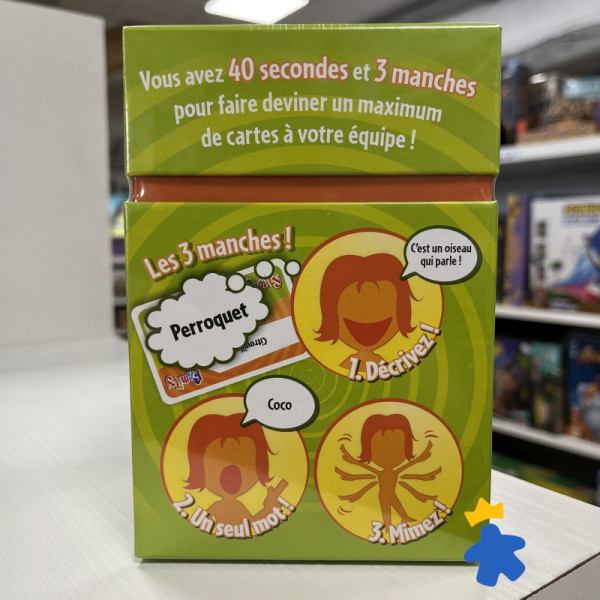 Vous avez 40 secondes et 3 manches
pour faire deviner un maximum
de cartes à votre équipe !
Les 3 manches !
C'est un oiseau
qui parle !
Perroquet
1. Décrivez !
Coco
2. Un seul mot !
3. Mimez !